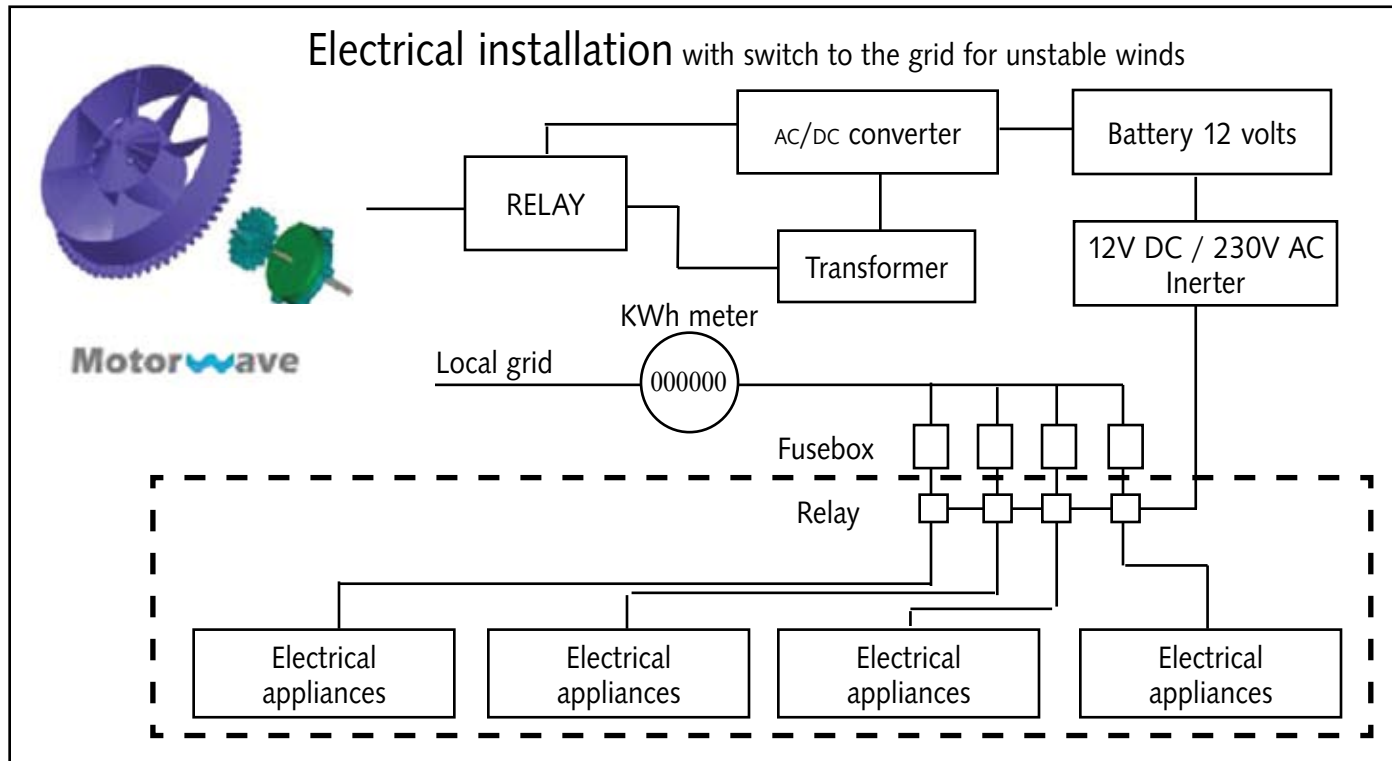 Electrical installation with switch to the grid for unstable winds
AC/DC converter
Battery 12 volts
RELAY
Transformer
12V DC / 230V AC
Inerter
KWh meter
Motorwave
Local grid
000000
Fusebox
Relay
Electrical
appliances
Electrical
appliances
Electrical
appliances
Electrical
appliances